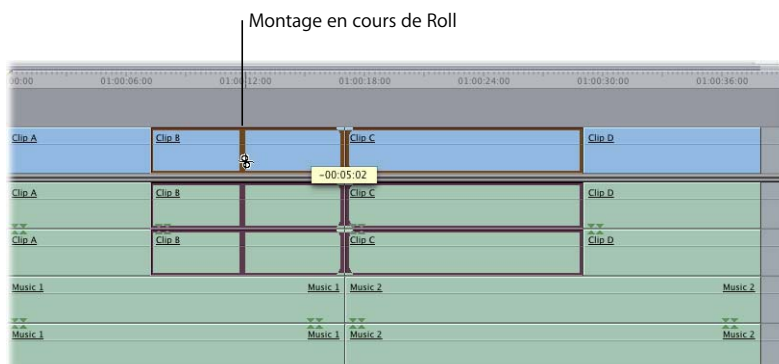 Montage en cours de Roll
00:00 01:00:06:00 01:00:12:00 01:00:18:00 01:00:24:00 01:00:30:00 01:00:36:00
Clip A Clip B Clip C Clip D
-00:05:02
Clip A Clip B Clip C Clip D
Clip A Clip B Clip C Clip D
Music 1 Music 1 Music 2 Music 2
Music 1 Music 1 Music 2 Music 2